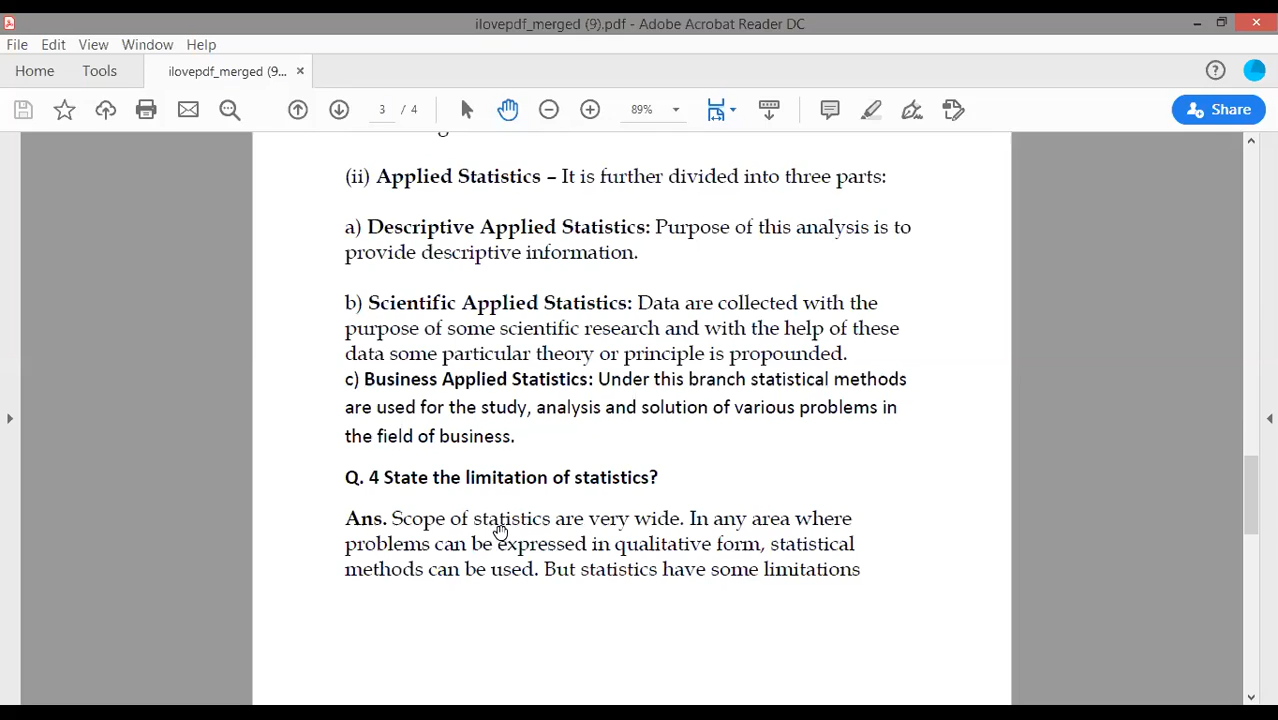 ilovepdf_merged (9).pdf - Adobe Acrobat Reader DC
File Edit View Window Help
Home Tools ilovepdf_merged (9... ×
3 / 4 89% Share
(ii) Applied Statistics – It is further divided into three parts:
a) Descriptive Applied Statistics: Purpose of this analysis is to
provide descriptive information.
b) Scientific Applied Statistics: Data are collected with the
purpose of some scientific research and with the help of these
data some particular theory or principle is propounded.
c) Business Applied Statistics: Under this branch statistical methods
are used for the study, analysis and solution of various problems in
the field of business.
Q. 4 State the limitation of statistics?
Ans. Scope of statistics are very wide. In any area where
problems can be expressed in qualitative form, statistical
methods can be used. But statistics have some limitations